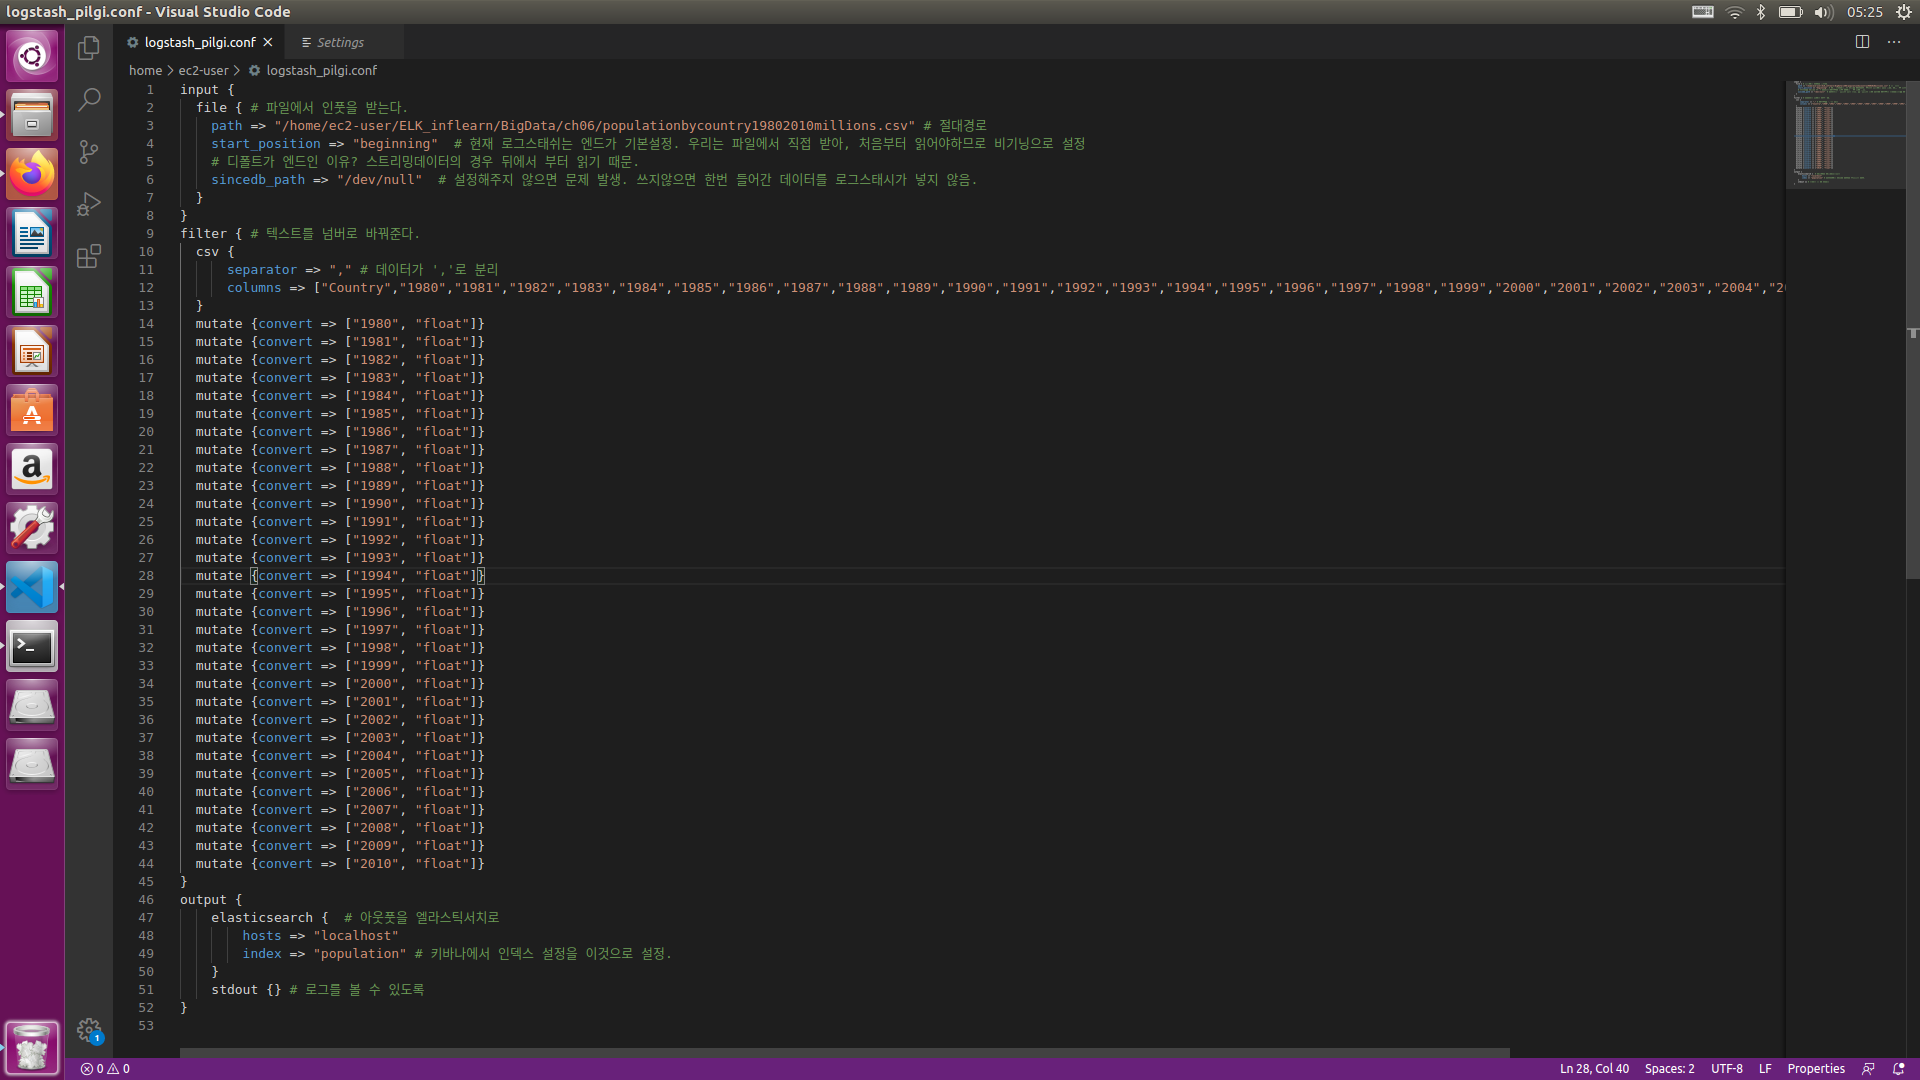 logstash_pilgi.conf - Visual Studio Code
05:25
logstash_pilgi.conf
Settings
home > ec2-user > logstash_pilgi.conf
1 input {
2 file { # 파일에서 인풋을 받는다.
3 path => "/home/ec2-user/ELK_inflearn/BigData/ch06/populationbycountry19802010millions.csv" # 절대경로
4 start_position => "beginning"  # 현재 로그스태쉬는 엔드가 기본설정. 우리는 파일에서 직접 받아, 처음부터 읽어야하므로 비기닝으로 설정
5 # 디폴트가 엔드인 이유? 스트리밍데이터의 경우 뒤에서 부터 읽기 때문.
6 sincedb_path => "/dev/null"  # 설정해주지 않으면 문제 발생. 쓰지않으면 한번 들어간 데이터를 로그스태시가 넣지 않음.
7 }
8 }
9 filter { # 텍스트를 넘버로 바꿔준다.
10 csv {
11 separator => "," # 데이터가 ','로 분리
12 columns => ["Country","1980","1981","1982","1983","1984","1985","1986","1987","1988","1989","1990","1991","1992","1993","1994","1995","1996","1997","1998","1999","2000","2001","2002","2003","2004","20
13 }
14 mutate {convert => ["1980", "float"]}
15 mutate {convert => ["1981", "float"]}
16 mutate {convert => ["1982", "float"]}
17 mutate {convert => ["1983", "float"]}
18 mutate {convert => ["1984", "float"]}
19 mutate {convert => ["1985", "float"]}
20 mutate {convert => ["1986", "float"]}
21 mutate {convert => ["1987", "float"]}
22 mutate {convert => ["1988", "float"]}
23 mutate {convert => ["1989", "float"]}
24 mutate {convert => ["1990", "float"]}
25 mutate {convert => ["1991", "float"]}
26 mutate {convert => ["1992", "float"]}
27 mutate {convert => ["1993", "float"]}
28 mutate {convert => ["1994", "float"]}
29 mutate {convert => ["1995", "float"]}
30 mutate {convert => ["1996", "float"]}
31 mutate {convert => ["1997", "float"]}
32 mutate {convert => ["1998", "float"]}
33 mutate {convert => ["1999", "float"]}
34 mutate {convert => ["2000", "float"]}
35 mutate {convert => ["2001", "float"]}
36 mutate {convert => ["2002", "float"]}
37 mutate {convert => ["2003", "float"]}
38 mutate {convert => ["2004", "float"]}
39 mutate {convert => ["2005", "float"]}
40 mutate {convert => ["2006", "float"]}
41 mutate {convert => ["2007", "float"]}
42 mutate {convert => ["2008", "float"]}
43 mutate {convert => ["2009", "float"]}
44 mutate {convert => ["2010", "float"]}
45 }
46 output {
47 elasticsearch {  # 아웃풋을 엘라스틱서치로
48 hosts => "localhost"
49 index => "population" # 키바나에서 인덱스 설정을 이것으로 설정.
50 }
51 stdout {} # 로그를 볼 수 있도록
52 }
53
1
0 0
Ln 28, Col 40
Spaces: 2
UTF-8
LF
Properties